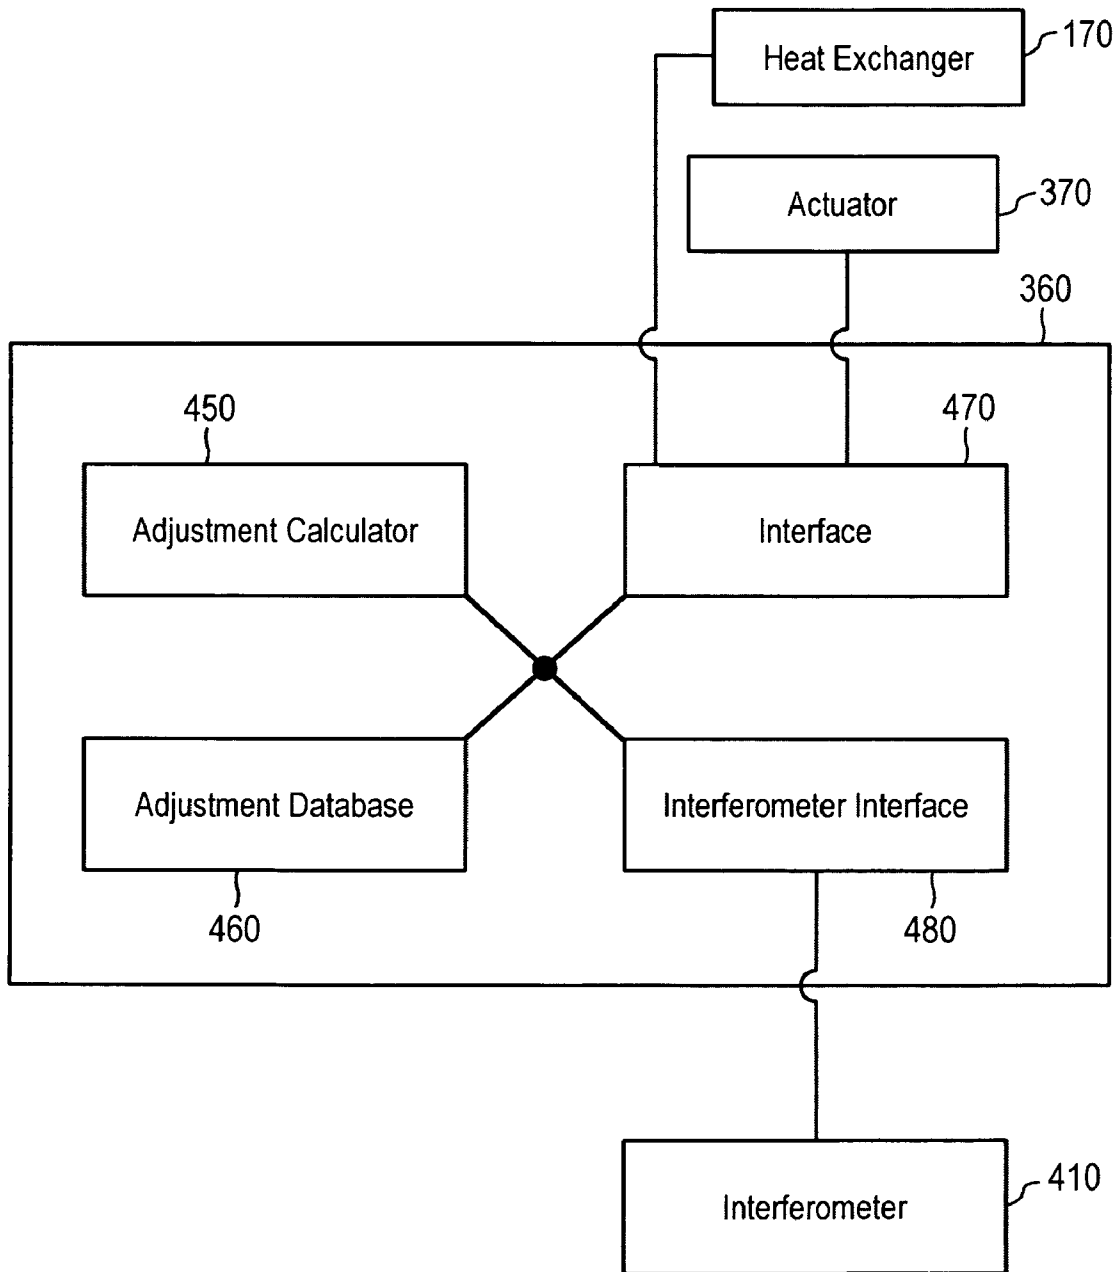 Heat Exchanger
170
Actuator
370
360
450
470
Adjustment Calculator
Interface
Adjustment Database
Interferometer Interface
460
480
Interferometer
410